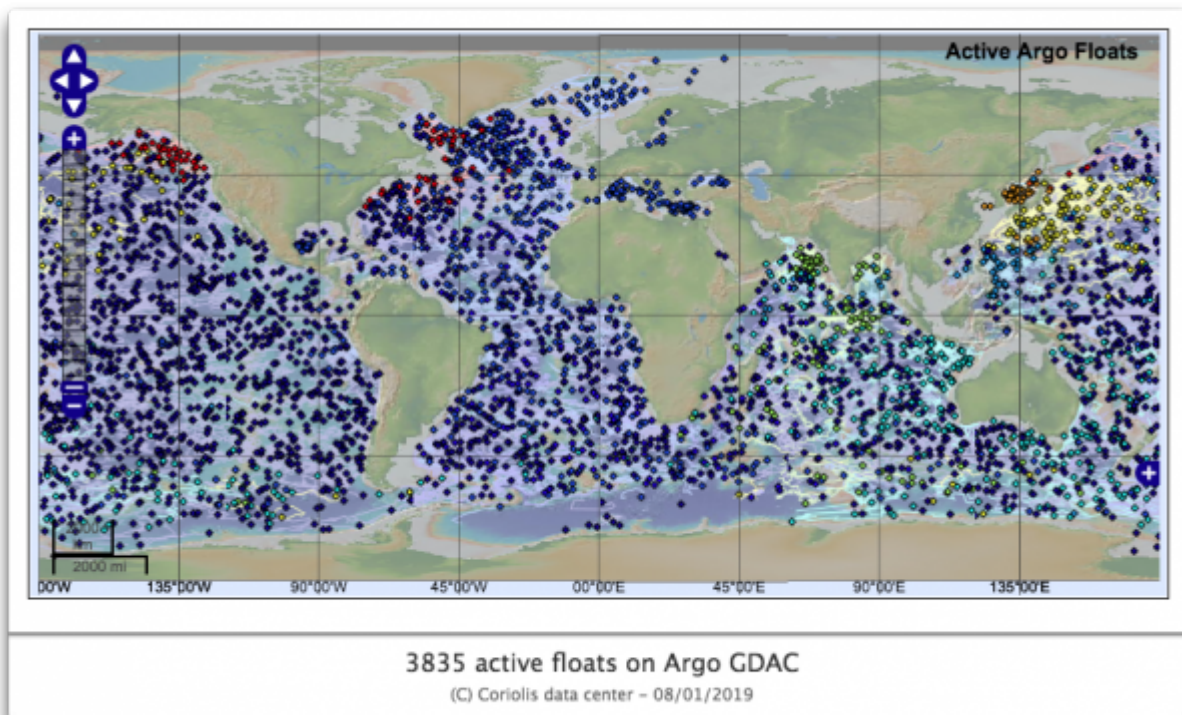 Active Argo Floats
2000 mi
00'W 135°00'W 90°00'W 45°00'W 00°00'E 45°00'E 90°00'E 135°00'E
3835 active floats on Argo GDAC
(C) Coriolis data center – 08/01/2019